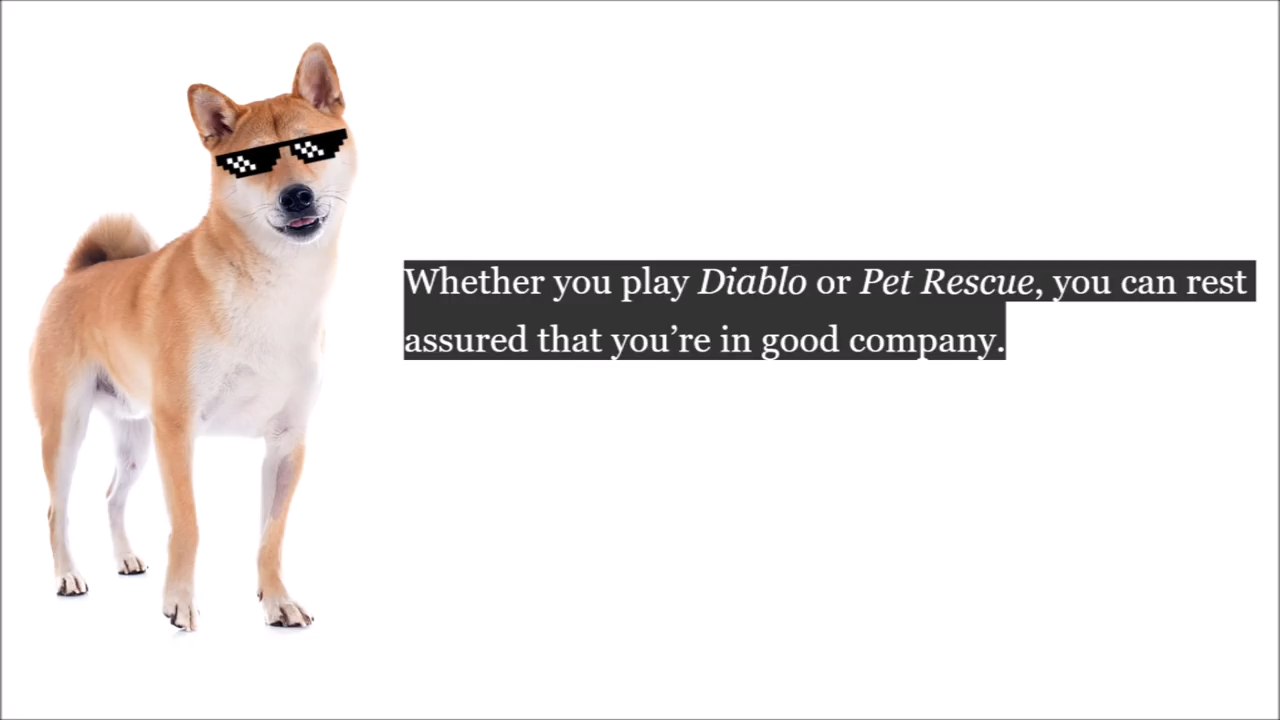 Whether you play Diablo or Pet Rescue, you can rest
assured that you’re in good company.